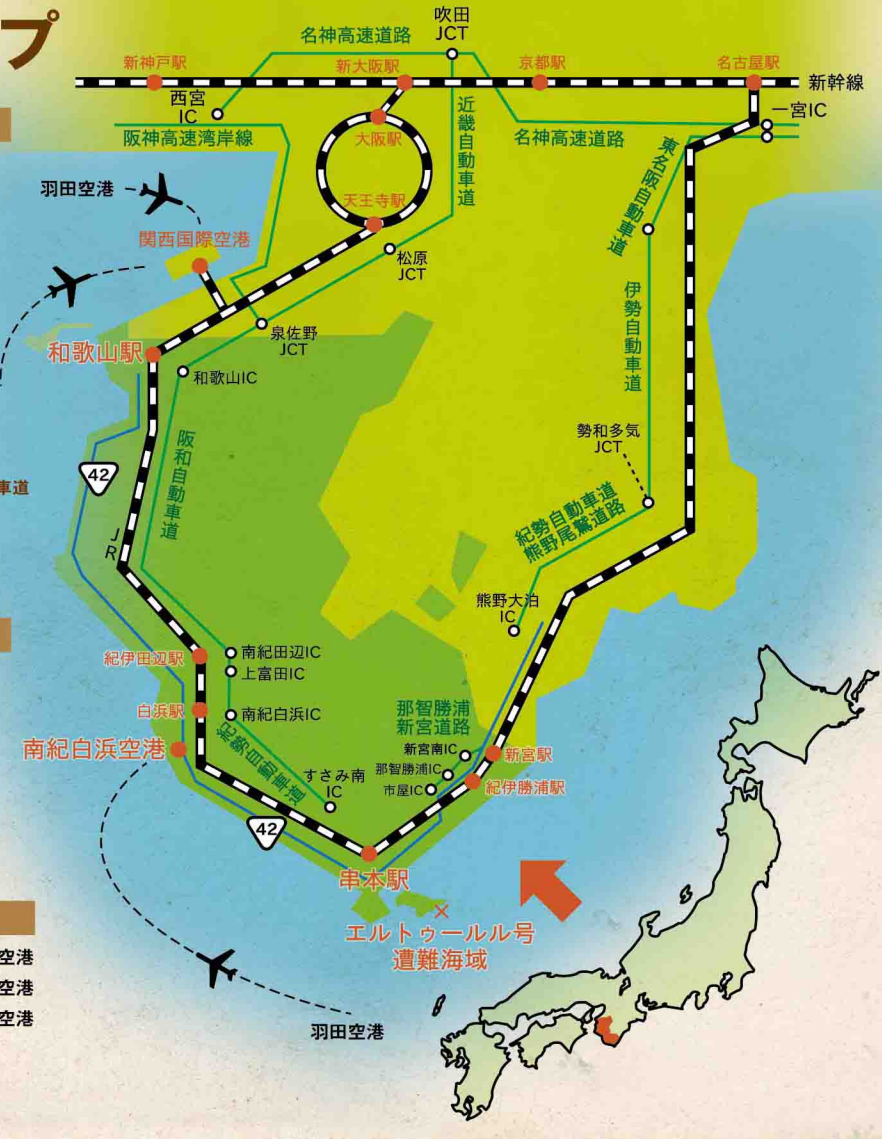 プ
吹田
JCT
名神高速道路
新神戸駅
新大阪駅
京都駅
名古屋駅
新幹線
西宮
IC
近畿自動車道
一宮IC
阪神高速湾岸線
大阪駅
名神高速道路
東名阪自動車道
羽田空港
天王寺駅
関西国際空港
松原
JCT
伊勢自動車道
泉佐野
JCT
和歌山駅
和歌山IC
阪和自動車道
勢和多気
JCT
42
車道
紀勢自動車道
熊野尾鷲道路
JR
熊野大泊
IC
南紀田辺IC
紀伊田辺駅
上富田IC
白浜駅
南紀白浜IC
那智勝浦
新宮道路
南紀白浜空港
紀勢自動車道
新宮南IC
新宮駅
那智勝浦IC
すさみ南
IC
市屋IC
紀伊勝浦駅
42
串本駅
エルトゥールル号
遭難海域
空港
空港
空港
羽田空港